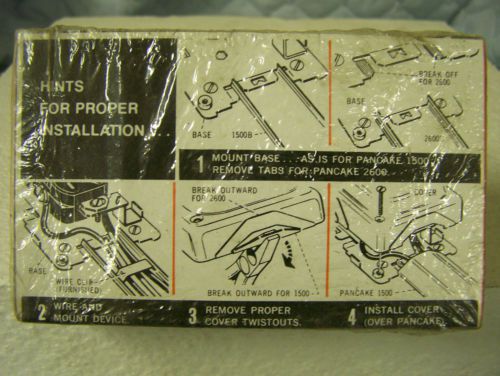 HINTS
FOR PROPER
INSTALLATION...
BASE 1500B
BREAK OFF
FOR 2600
BASE
2600
1 MOUNT BASE...AS IS FOR PANCAKE 1500
REMOVE TABS FOR PANCAKE 2600
BASE
WIRE CLIP
(FURNISHED)
2 WIRE AND
MOUNT DEVICE.
BREAK OUTWARD
FOR 2600
BREAK OUTWARD FOR 1500
3 REMOVE PROPER
COVER TWISTOUTS.
COVER
PANCAKE 1500
4 INSTALL COVER
(OVER PANCAKE)